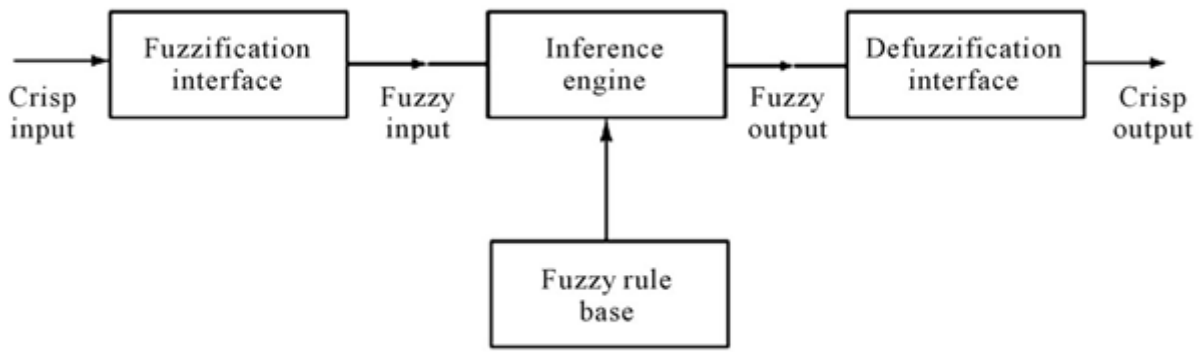 Fuzzification
interface
Inference
engine
Defuzzification
interface
Crisp
input
Fuzzy
input
Fuzzy
output
Crisp
output
Fuzzy rule
base